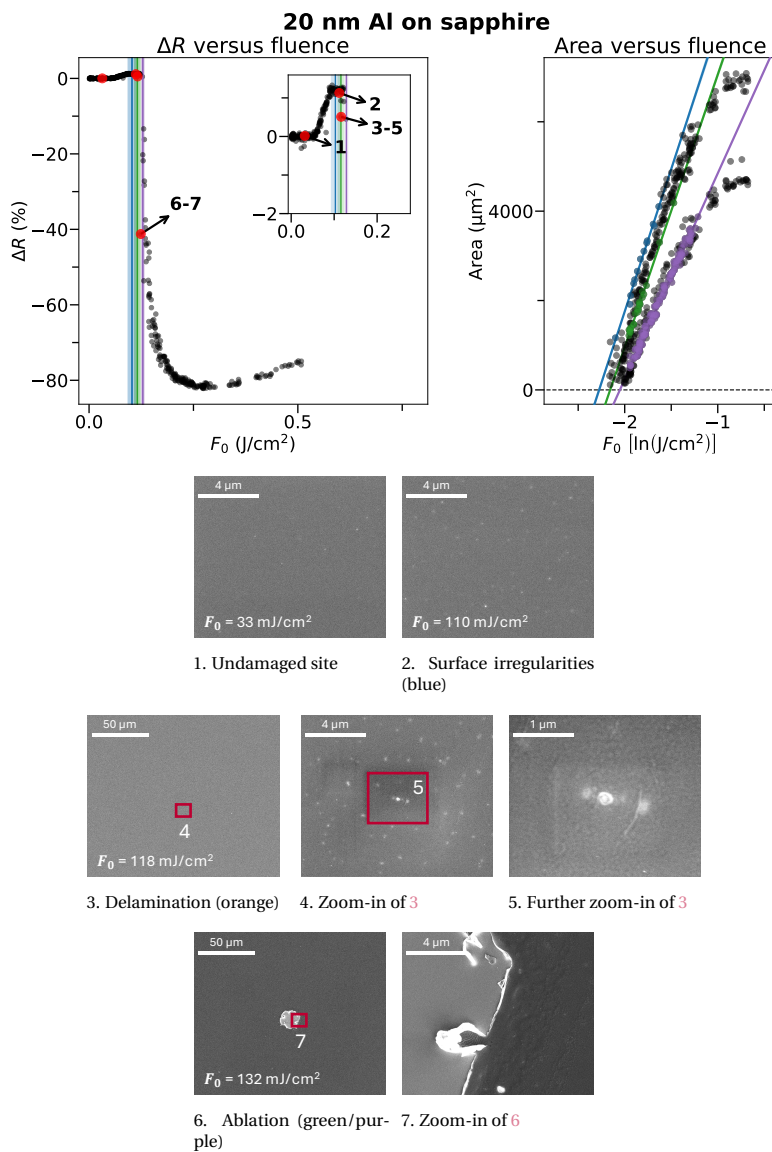 20 nm Al on sapphire
ΔR versus fluence
Area versus fluence
0
−20
−40
−60
−80
ΔR (%)
0.0
0.5
F₀ (J/cm²)
6-7
0
−2
0.0
0.2
2
3-5
1
4000
0
Area (μm²)
−2
−1
F₀ [ln(J/cm²)]
4 μm
F₀ = 33 mJ/cm²
4 μm
F₀ = 110 mJ/cm²
1. Undamaged site
2. Surface irregularities
(blue)
50 μm
4
F₀ = 118 mJ/cm²
4 μm
5
1 μm
3. Delamination (orange)
4. Zoom-in of 3
5. Further zoom-in of 3
50 μm
7
F₀ = 132 mJ/cm²
4 μm
6. Ablation (green/pur-
ple)
7. Zoom-in of 6